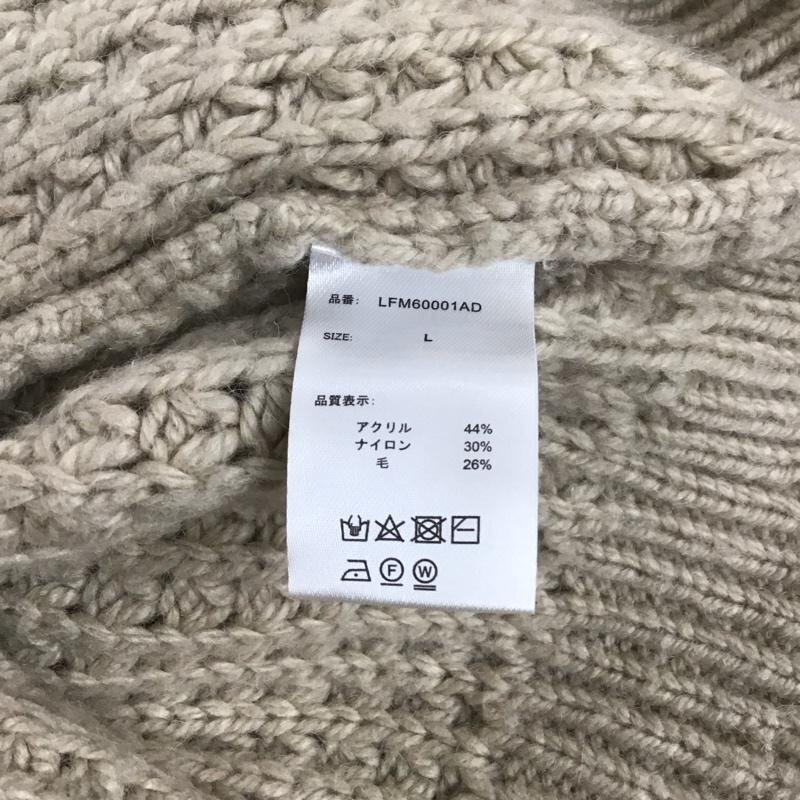 品番: LFM60001AD
SIZE: L
品質表示:
アクリル 44%
ナイロン 30%
毛 26%
F W